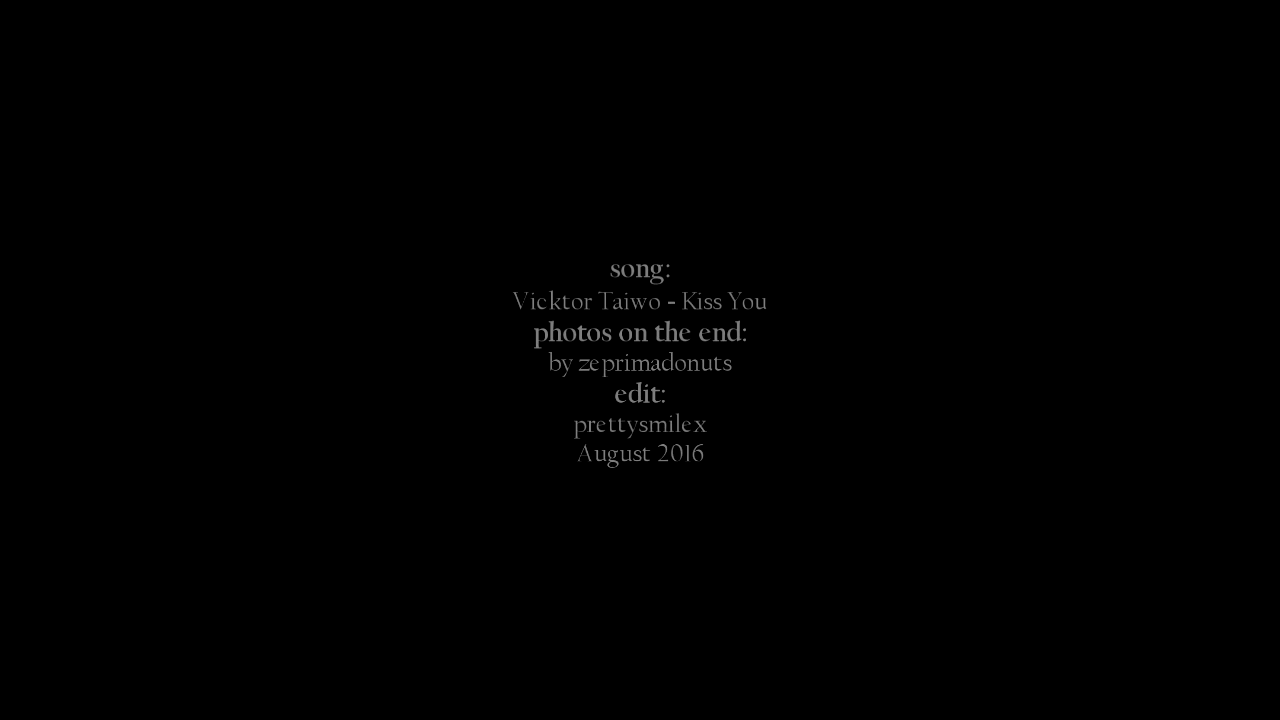 song:
Vicktor Taiwo - Kiss You
photos on the end:
by zeprimadonuts
edit:
prettysmilex
August 2016